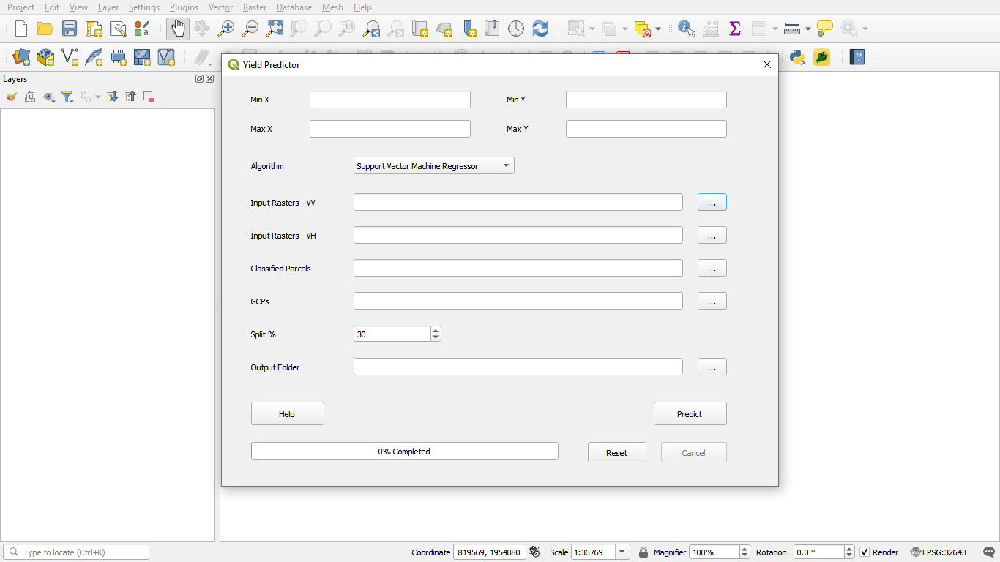 Project Edit View Layer Settings Plugins Vector Raster Database Mesh Help
Layers
Yield Predictor
Min X
Min Y
Max X
Max Y
Algorithm Support Vector Machine Regressor
Input Rasters - VV ...
Input Rasters - VH ...
Classified Parcels ...
GCPs ...
Split % 30
Output Folder ...
Help Predict
0% Completed Reset Cancel
Type to locate (Ctrl+K) Coordinate 819569, 1954880 Scale 1:36769 Magnifier 100% Rotation 0.0 ° Render EPSG:32643